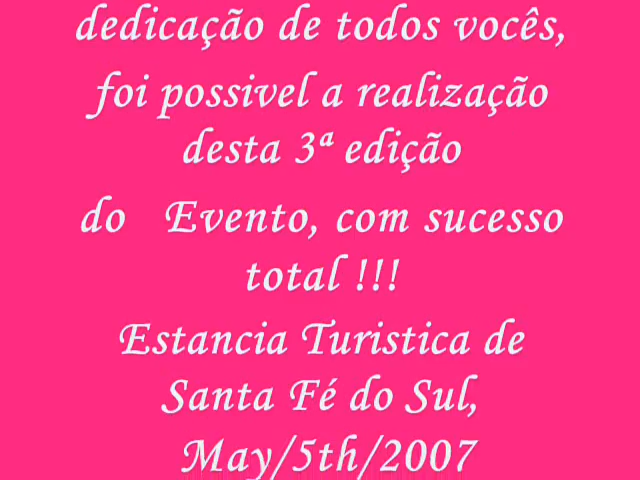 dedicação de todos vocês,
foi possivel a realização
desta 3ª edição
do Evento, com sucesso
total !!!
Estancia Turistica de
Santa Fé do Sul,
May/5th/2007